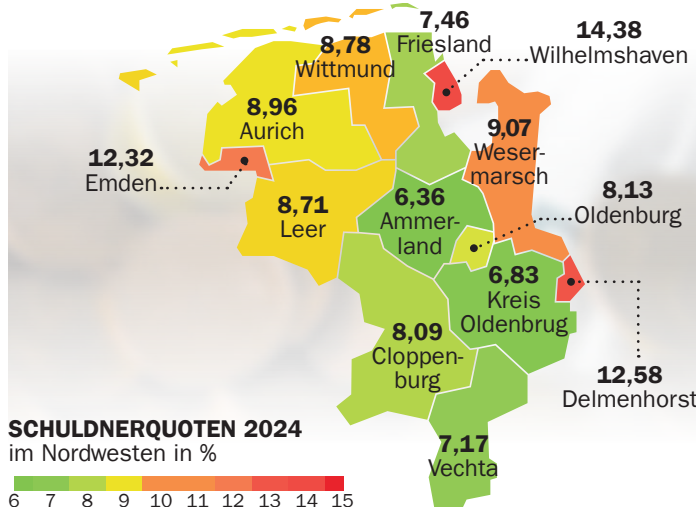 7,46
Friesland
14,38
Wilhelmshaven
8,78
Wittmund
8,96
Aurich
9,07
Weser-
marsch
12,32
Emden
8,13
Oldenburg
6,36
Ammer-
land
8,71
Leer
6,83
Kreis
Oldenbrug
8,09
Cloppen-
burg
12,58
Delmenhorst
7,17
Vechta
SCHULDNERQUOTEN 2024
im Nordwesten in %
6 7 8 9 10 11 12 13 14 15